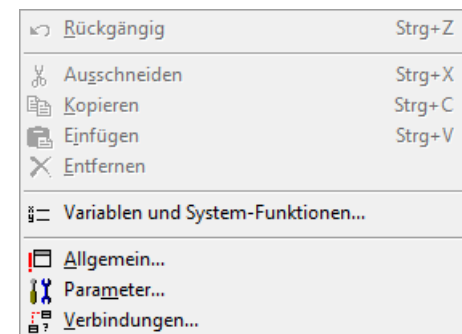 Rückgängig Strg+Z
Ausschneiden Strg+X
Kopieren Strg+C
Einfügen Strg+V
Entfernen
Variablen und System-Funktionen...
Allgemein...
Parameter...
Verbindungen...